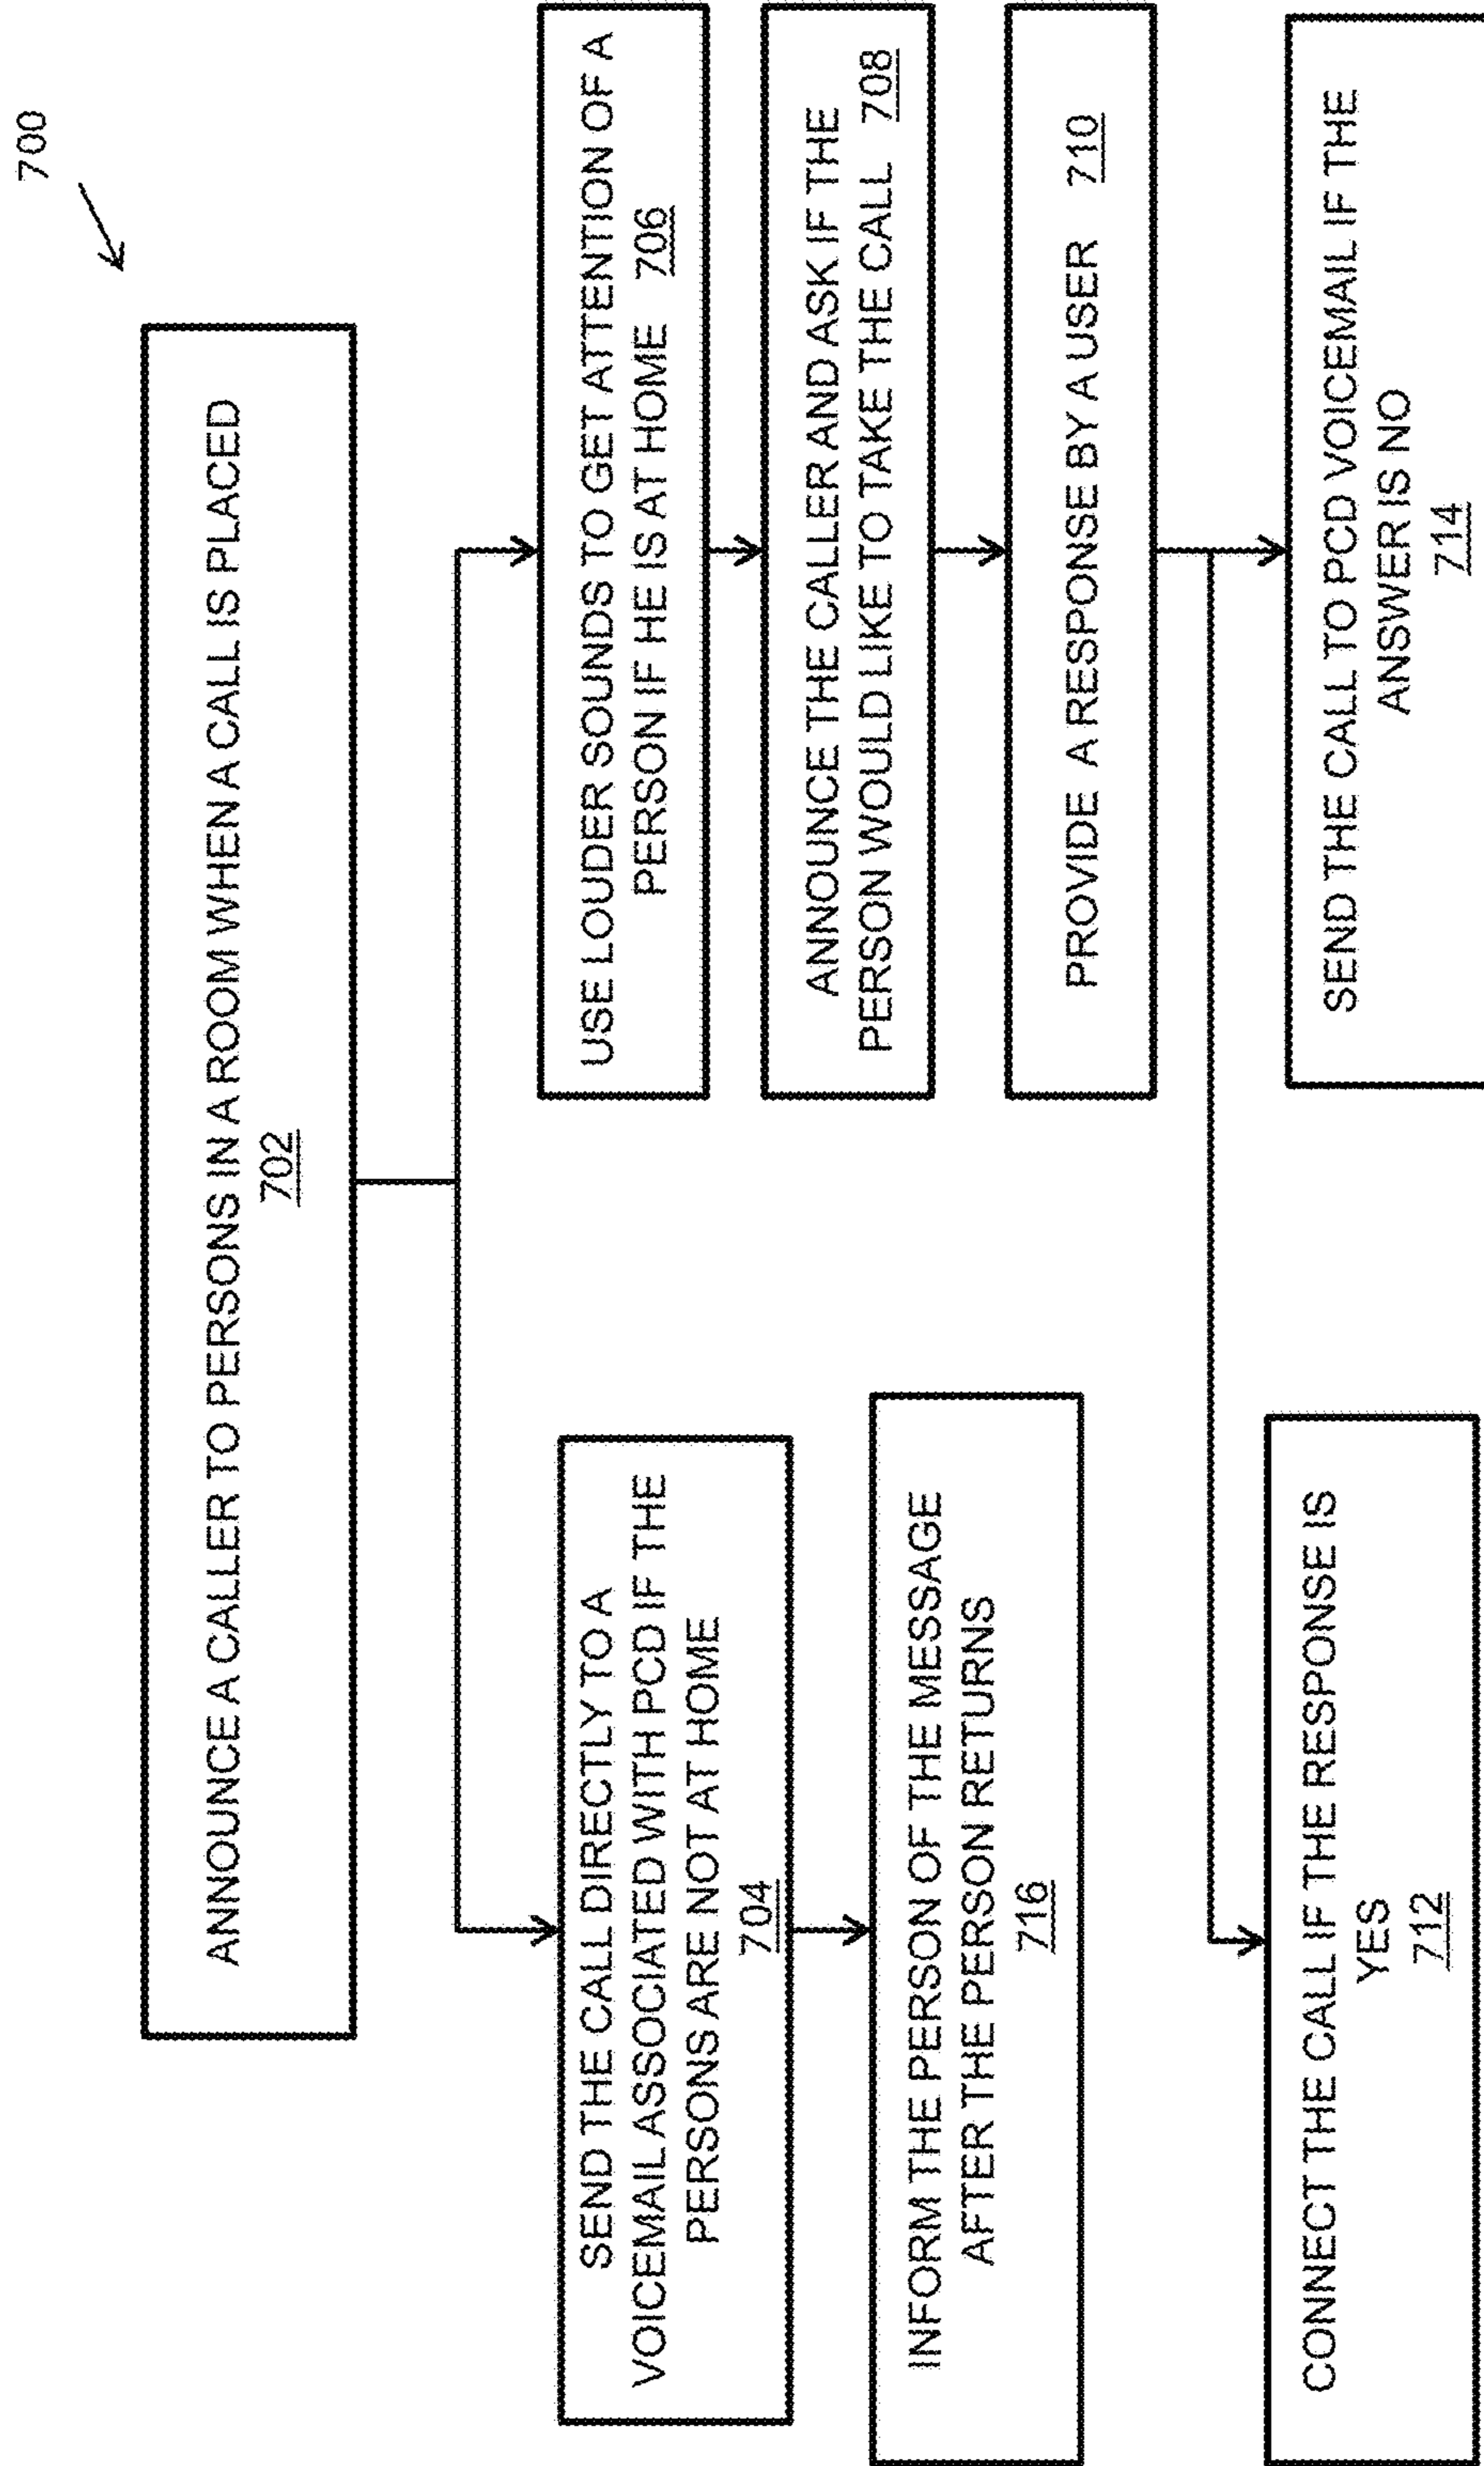 700
ANNOUNCE A CALLER TO PERSONS IN A ROOM WHEN A CALL IS PLACED
702
SEND THE CALL DIRECTLY TO A
VOICEMAIL ASSOCIATED WITH PCD IF THE
PERSONS ARE NOT AT HOME
704
INFORM THE PERSON OF THE MESSAGE
AFTER THE PERSON RETURNS
716
USE LOUDER SOUNDS TO GET ATTENTION OF A
PERSON IF HE IS AT HOME 706
ANNOUNCE THE CALLER AND ASK IF THE
PERSON WOULD LIKE TO TAKE THE CALL 708
PROVIDE A RESPONSE BY A USER 710
CONNECT THE CALL IF THE RESPONSE IS
YES
712
SEND THE CALL TO PCD VOICEMAIL IF THE
ANSWER IS NO
714